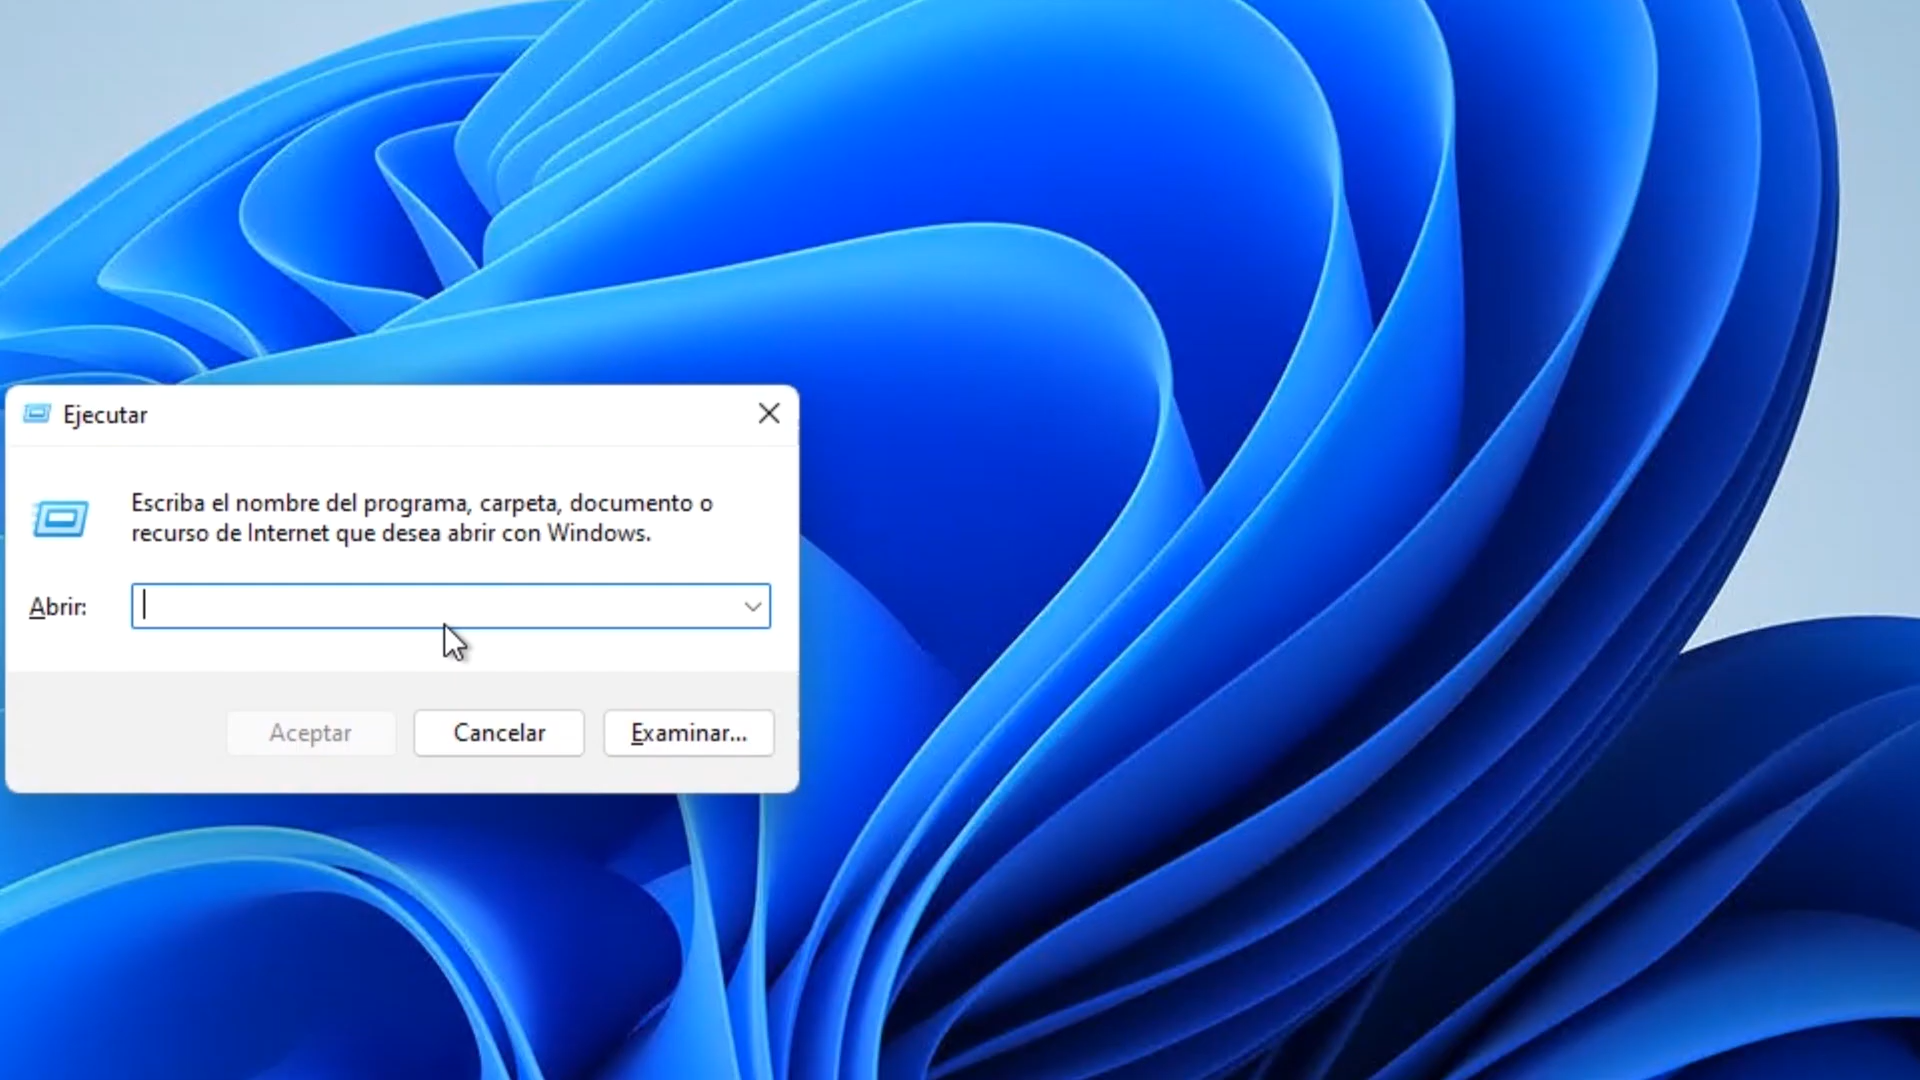 Ejecutar
Escriba el nombre del programa, carpeta, documento o
recurso de Internet que desea abrir con Windows.
Abrir:
Aceptar
Cancelar
Examinar...